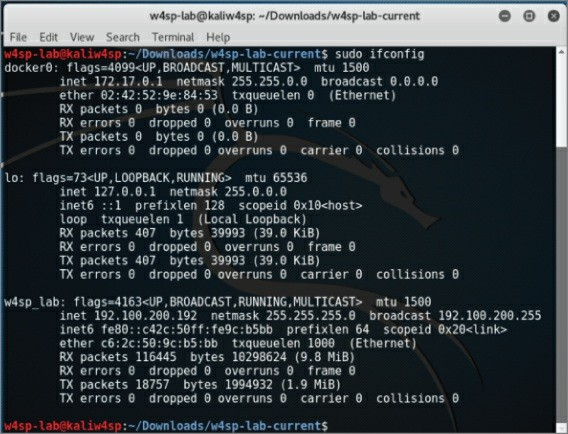 w4sp-lab@kaliw4sp: ~/Downloads/w4sp-lab-current
File Edit View Search Terminal Help
w4sp-lab@kaliw4sp:~/Downloads/w4sp-lab-current$ sudo ifconfig
docker0: flags=4099<UP,BROADCAST,MULTICAST> mtu 1500
inet 172.17.0.1 netmask 255.255.0.0 broadcast 0.0.0.0
ether 02:42:52:9e:84:53 txqueuelen 0 (Ethernet)
RX packets 0 bytes 0 (0.0 B)
RX errors 0 dropped 0 overruns 0 frame 0
TX packets 0 bytes 0 (0.0 B)
TX errors 0 dropped 0 overruns 0 carrier 0 collisions 0
lo: flags=73<UP,LOOPBACK,RUNNING> mtu 65536
inet 127.0.0.1 netmask 255.0.0.0
inet6 ::1 prefixlen 128 scopeid 0x10<host>
loop txqueuelen 1 (Local Loopback)
RX packets 407 bytes 39993 (39.0 KiB)
RX errors 0 dropped 0 overruns 0 frame 0
TX packets 407 bytes 39993 (39.0 KiB)
TX errors 0 dropped 0 overruns 0 carrier 0 collisions 0
w4sp_lab: flags=4163<UP,BROADCAST,RUNNING,MULTICAST> mtu 1500
inet 192.100.200.192 netmask 255.255.255.0 broadcast 192.100.200.255
inet6 fe80::c42c:50ff:fe9c:b5bb prefixlen 64 scopeid 0x20<link>
ether c6:2c:50:9c:b5:bb txqueuelen 1000 (Ethernet)
RX packets 116445 bytes 10298624 (9.8 MiB)
RX errors 0 dropped 0 overruns 0 frame 0
TX packets 18757 bytes 1994932 (1.9 MiB)
TX errors 0 dropped 0 overruns 0 carrier 0 collisions 0
w4sp-lab@kaliw4sp:~/Downloads/w4sp-lab-current$